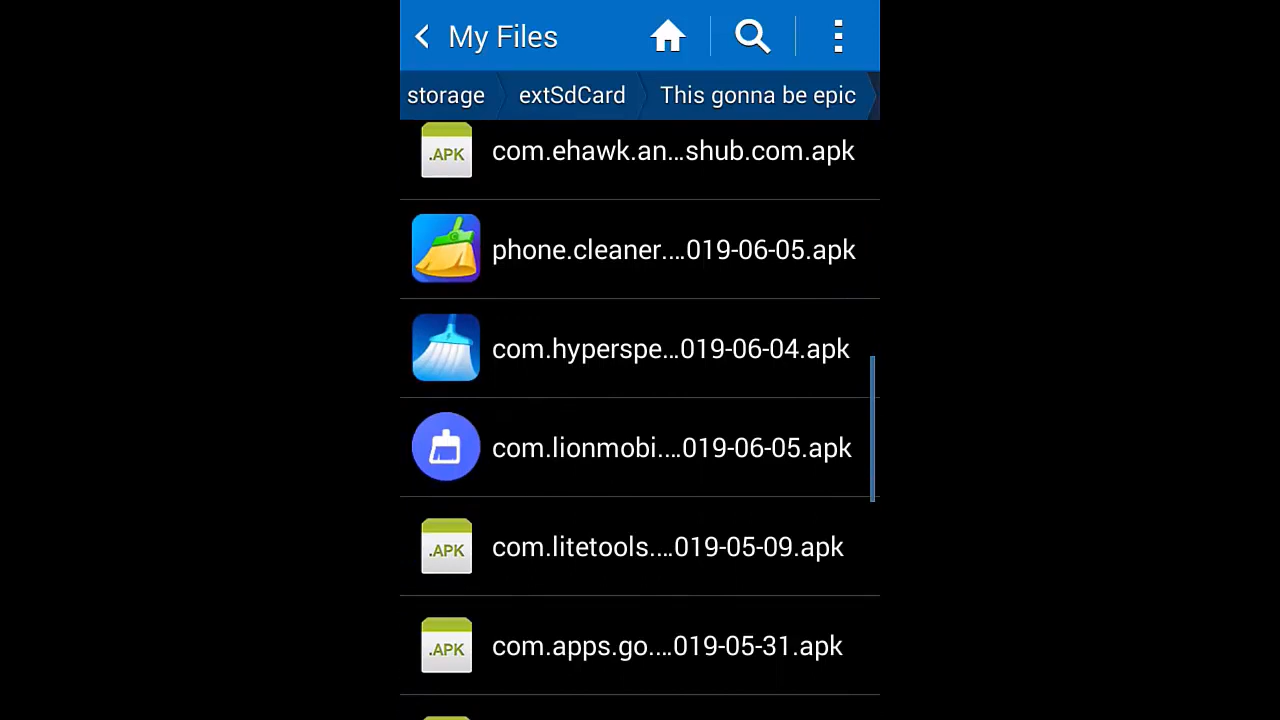 My Files
storage extSdCard This gonna be epic
.APK com.ehawk.an...shub.com.apk
phone.cleaner....019-06-05.apk
com.hyperspe...019-06-04.apk
com.lionmobi....019-06-05.apk
.APK com.litetools....019-05-09.apk
.APK com.apps.go....019-05-31.apk